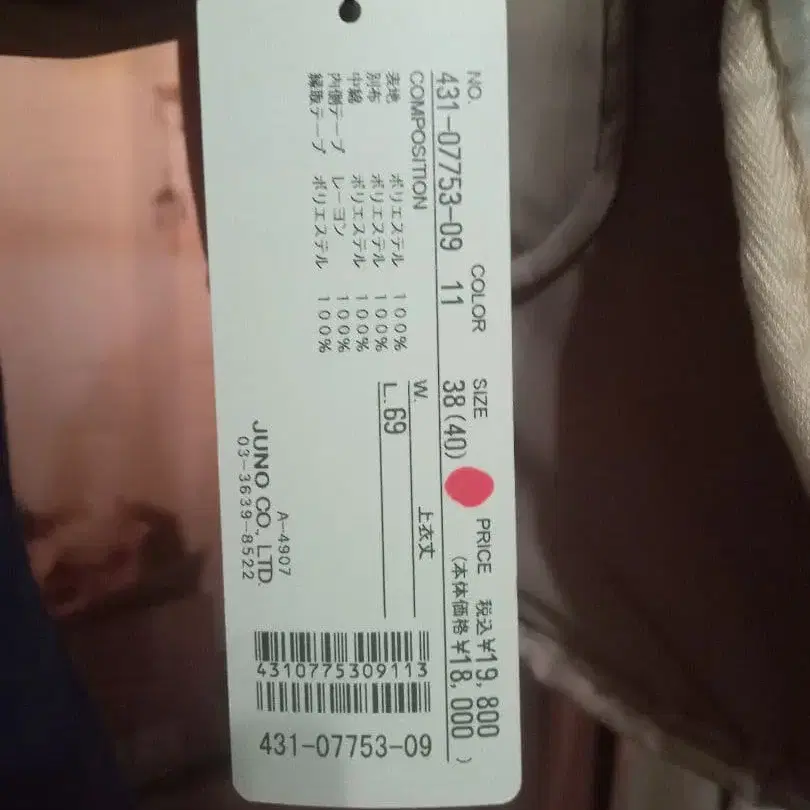 NO. COLOR SIZE PRICE 税込¥19,800
431-07753-09 11 38(40) (本体価格¥18,000)
COMPOSITION W. 上衣丈
表地 ポリエステル 100%
別布 ポリエステル 100% L.69
中綿 ポリエステル 100%
内側テープ レーヨン 100%
縁取テープ ポリエステル 100%
A-4907
JUNO CO., LTD.
03-3639-8522
4310775309113
431-07753-09